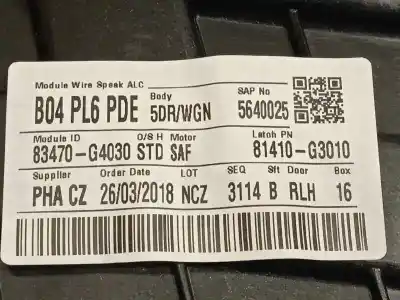 Module Wire Speak ALC Body SAP No
B04 PL6 PDE 5DR/WGN 5640025
Module ID O/S H Motor Latch PN
83470-G4030 STD SAF 81410-G3010
Supplier Order Date LOT SEQ Sft Door Box
PHA CZ 26/03/2018 NCZ 3114 B RLH 16